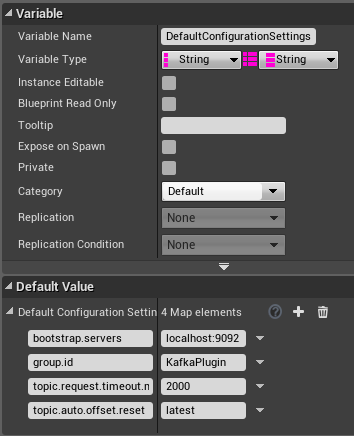 Variable
Variable Name DefaultConfigurationSettings
Variable Type String String
Instance Editable
Blueprint Read Only
Tooltip
Expose on Spawn
Private
Category Default
Replication None
Replication Condition None
Default Value
Default Configuration Settin 4 Map elements ?
bootstrap.servers localhost:9092
group.id KafkaPlugin
topic.request.timeout.n 2000
topic.auto.offset.reset latest